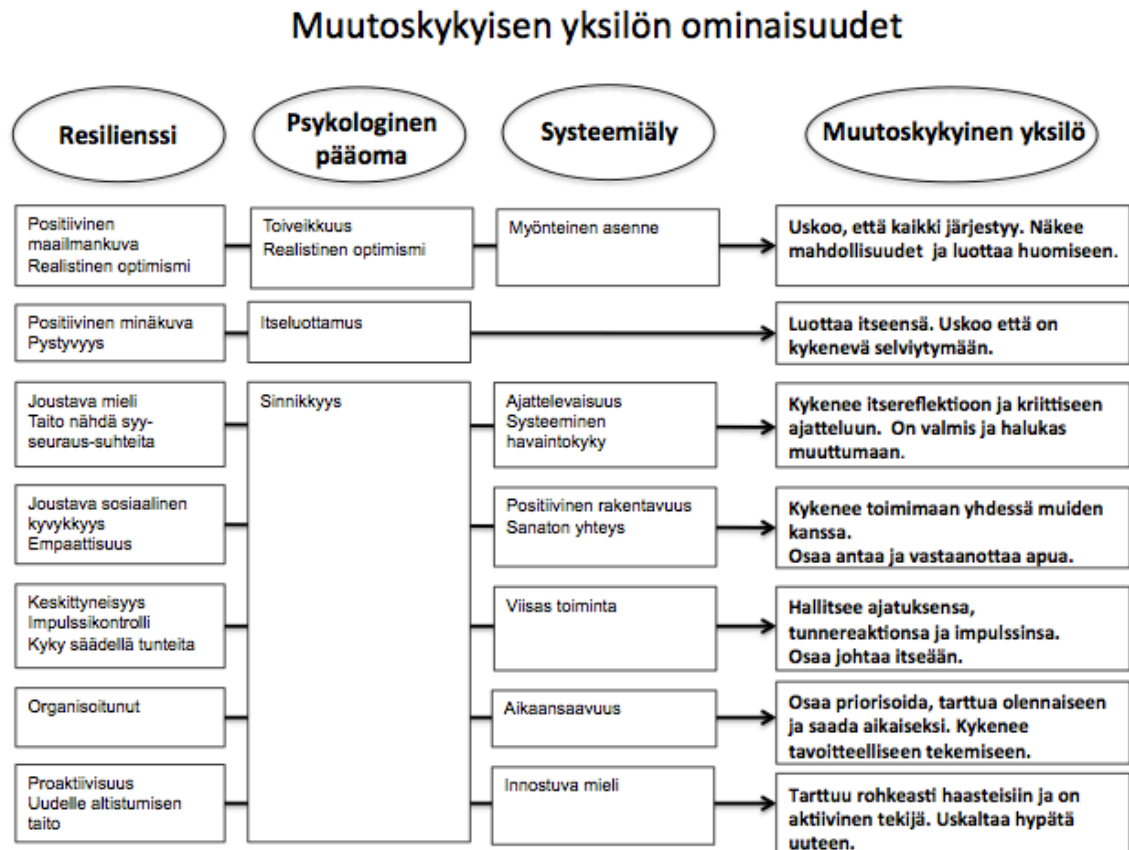 Muutoskykyisen yksilön ominaisuudet
Resilienssi
Psykologinen
pääoma
Systeemiäly
Muutoskykyinen yksilö
Positiivinen
maailmankuva
Realistinen optimismi
Toiveikkuus
Realistinen optimismi
Myönteinen asenne
Uskoo, että kaikki järjestyy. Näkee
mahdollisuudet ja luottaa huomiseen.
Positiivinen minäkuva
Pystyvyys
Itseluottamus
Luottaa itseensä. Uskoo että on
kykenevä selviytymään.
Joustava mieli
Taito nähdä syy-
seuraus-suhteita
Sinnikkyys
Ajattelevaisuus
Systeeminen
havaintokyky
Kykenee itsereflektioon ja kriittiseen
ajatteluun. On valmis ja halukas
muuttumaan.
Joustava sosiaalinen
kyvykkyys
Empaattisuus
Positiivinen rakentavuus
Sanaton yhteys
Kykenee toimimaan yhdessä muiden
kanssa.
Osaa antaa ja vastaanottaa apua.
Keskittyneisyys
Impulssikontrolli
Kyky säädellä tunteita
Viisas toiminta
Hallitsee ajatuksensa,
tunnereaktionsa ja impulssinsa.
Osaa johtaa itseään.
Organisoitunut
Aikaansaavuus
Osaa priorisoida, tarttua olennaiseen
ja saada aikaiseksi. Kykenee
tavoitteelliseen tekemiseen.
Proaktiivisuus
Uudelle altistumisen
taito
Innostuva mieli
Tarttuu rohkeasti haasteisiin ja on
aktiivinen tekijä. Uskaltaa hypätä
uuteen.